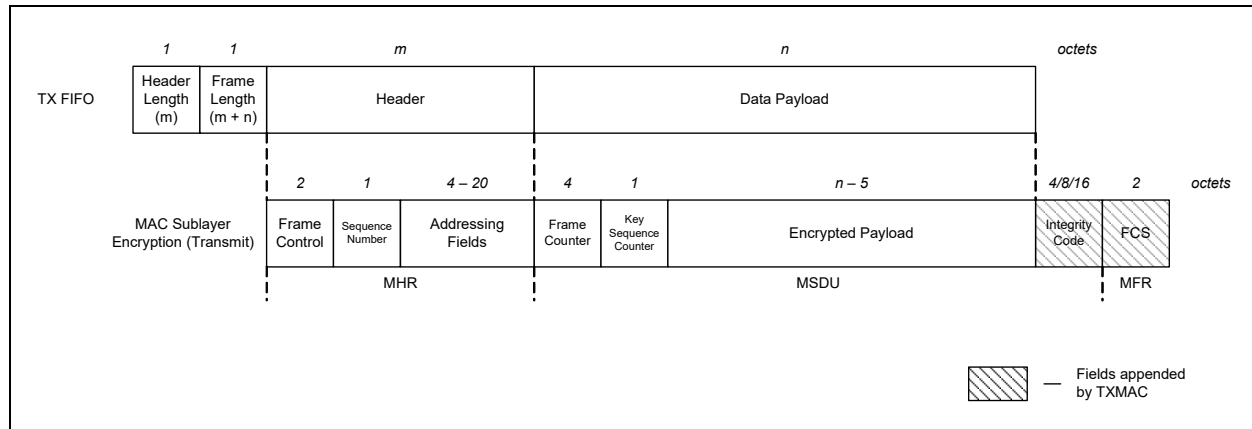 1 1 m n octets
TX FIFO
Header
Length
(m)
Frame
Length
(m + n)
Header
Data Payload
2 1 4 – 20 4 1 n – 5 4/8/16 2 octets
MAC Sublayer
Encryption (Transmit)
Frame
Control
Sequence
Number
Addressing
Fields
Frame
Counter
Key
Sequence
Counter
Encrypted Payload
Integrity
Code
FCS
MHR MSDU MFR
— Fields appended
by TXMAC